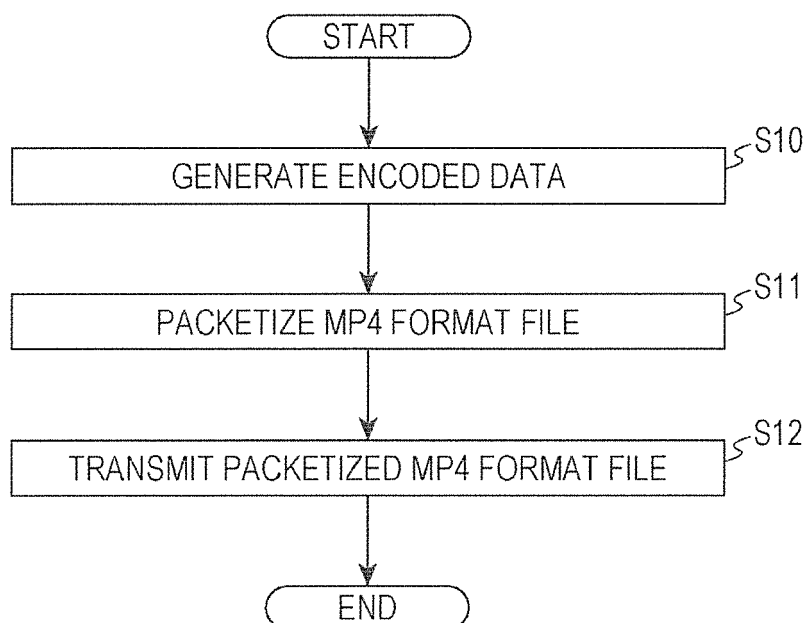 START
S10
GENERATE ENCODED DATA
S11
PACKETIZE MP4 FORMAT FILE
S12
TRANSMIT PACKETIZED MP4 FORMAT FILE
END